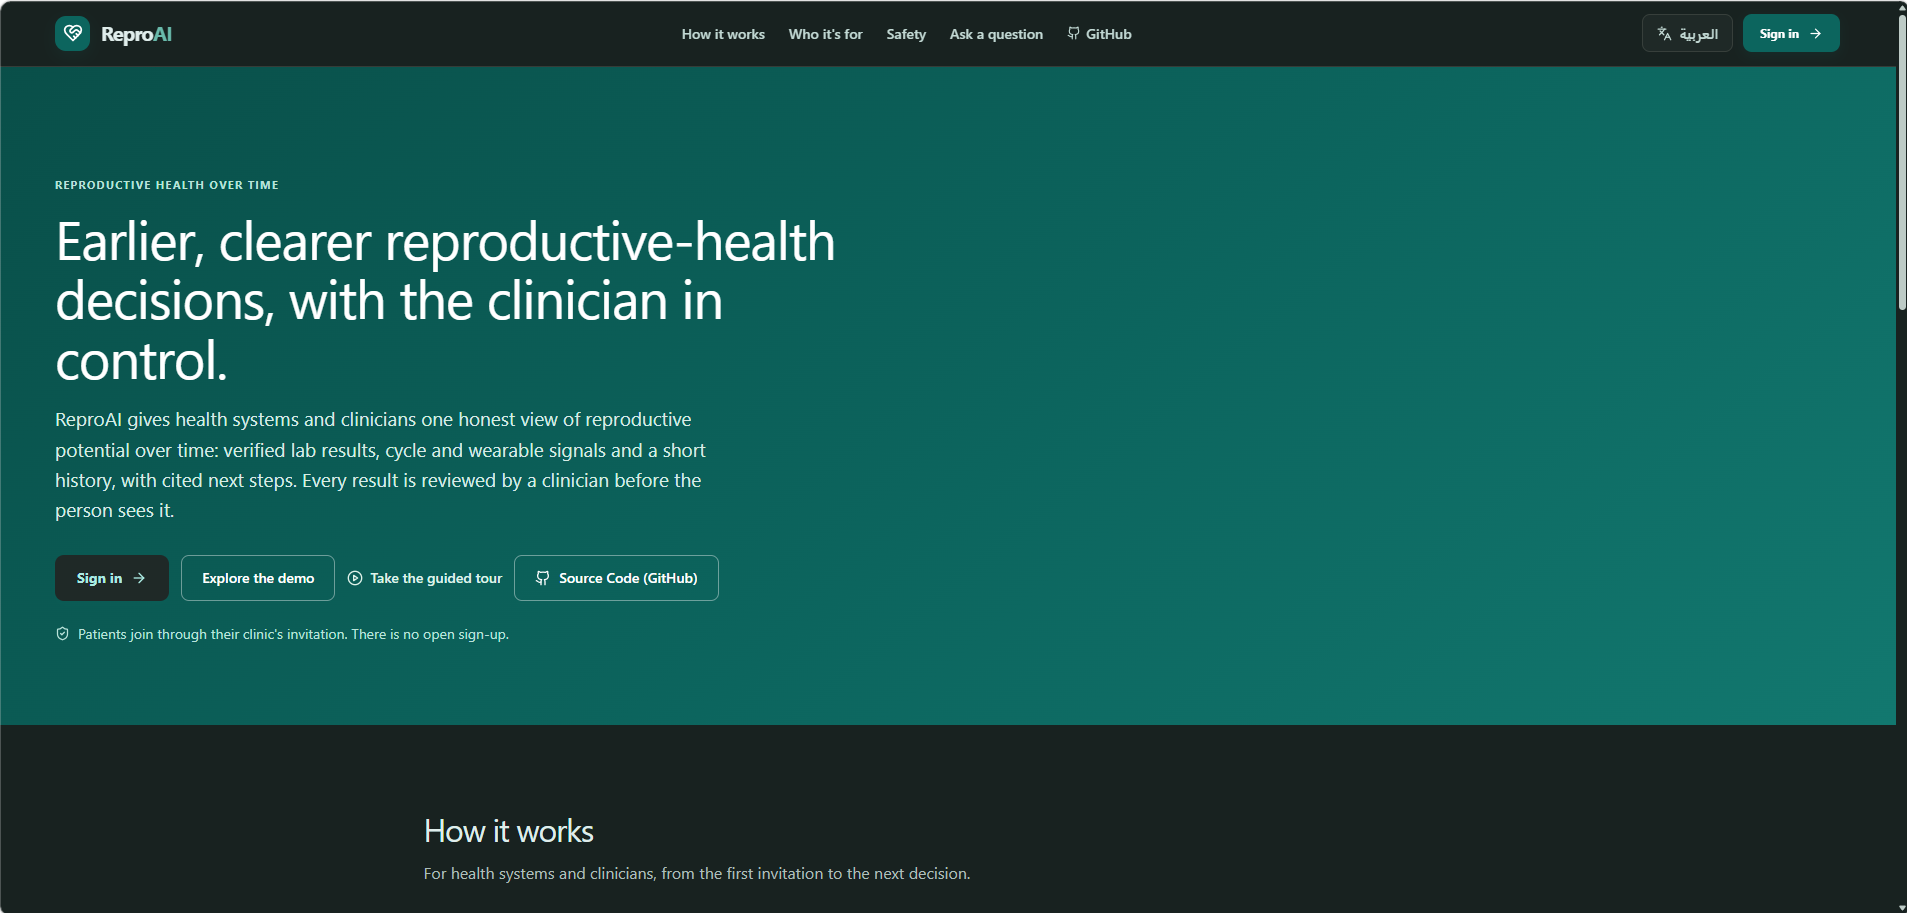 ReproAI
How it works
Who it's for
Safety
Ask a question
GitHub
العربية
Sign in
REPRODUCTIVE HEALTH OVER TIME
Earlier, clearer reproductive-health
decisions, with the clinician in
control.
ReproAI gives health systems and clinicians one honest view of reproductive
potential over time: verified lab results, cycle and wearable signals and a short
history, with cited next steps. Every result is reviewed by a clinician before the
person sees it.
Sign in
Explore the demo
Take the guided tour
Source Code (GitHub)
Patients join through their clinic's invitation. There is no open sign-up.
How it works
For health systems and clinicians, from the first invitation to the next decision.